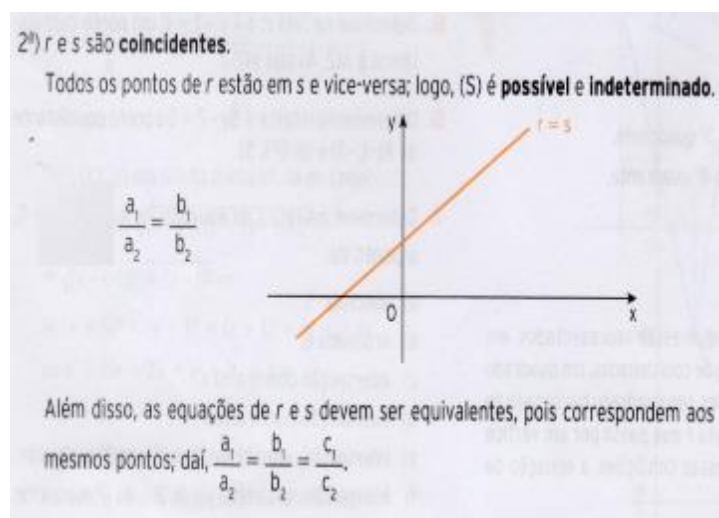 2ª) r e s são coincidentes.
Todos os pontos de r estão em s e vice-versa; logo, (S) é possível e indeterminado.
y
r = s
a₁/a₂ = b₁/b₂
0
x
Além disso, as equações de r e s devem ser equivalentes, pois correspondem aos
mesmos pontos; daí, a₁/a₂ = b₁/b₂ = c₁/c₂.